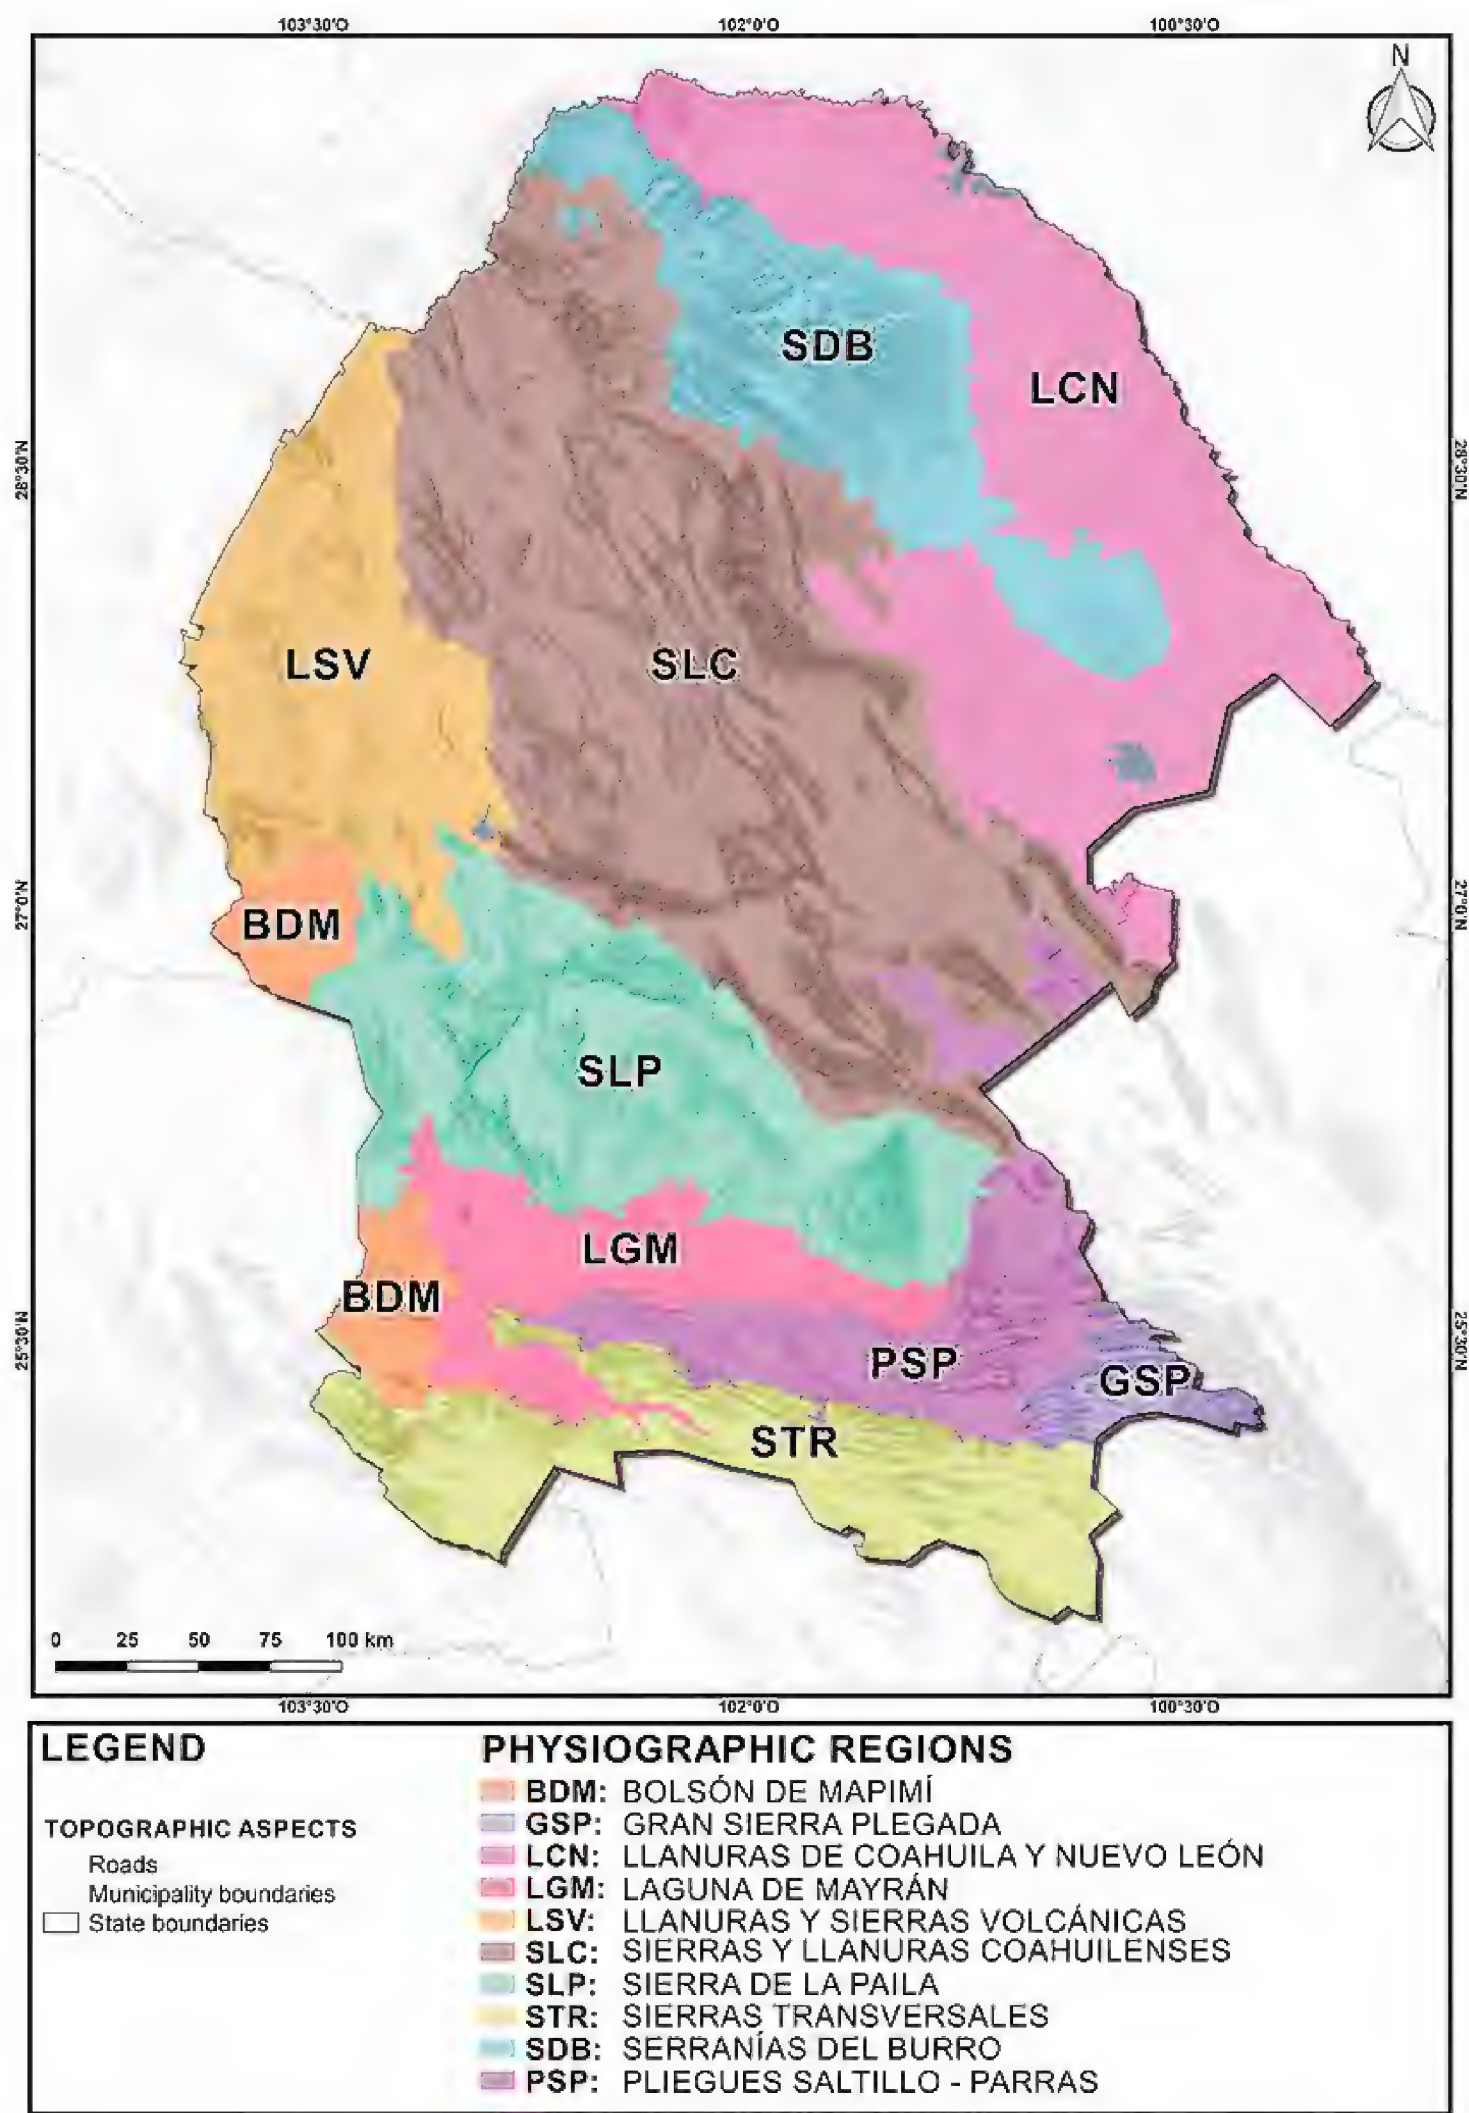 103°30'O 102°0'O 100°30'O
N
SDB
LCN
28°30'N 28°30'N
LSV SLC
27°0'N 27°0'N
BDM
SLP
LGM
BDM
25°30'N 25°30'N
PSP
GSP
STR
0 25 50 75 100 km
103°30'O 102°0'O 100°30'O
LEGEND
TOPOGRAPHIC ASPECTS
Roads
Municipality boundaries
State boundaries
PHYSIOGRAPHIC REGIONS
BDM: BOLSÓN DE MAPIMÍ
GSP: GRAN SIERRA PLEGADA
LCN: LLANURAS DE COAHUILA Y NUEVO LEÓN
LGM: LAGUNA DE MAYRÁN
LSV: LLANURAS Y SIERRAS VOLCÁNICAS
SLC: SIERRAS Y LLANURAS COAHUILENSES
SLP: SIERRA DE LA PAILA
STR: SIERRAS TRANSVERSALES
SDB: SERRANÍAS DEL BURRO
PSP: PLIEGUES SALTILLO - PARRAS